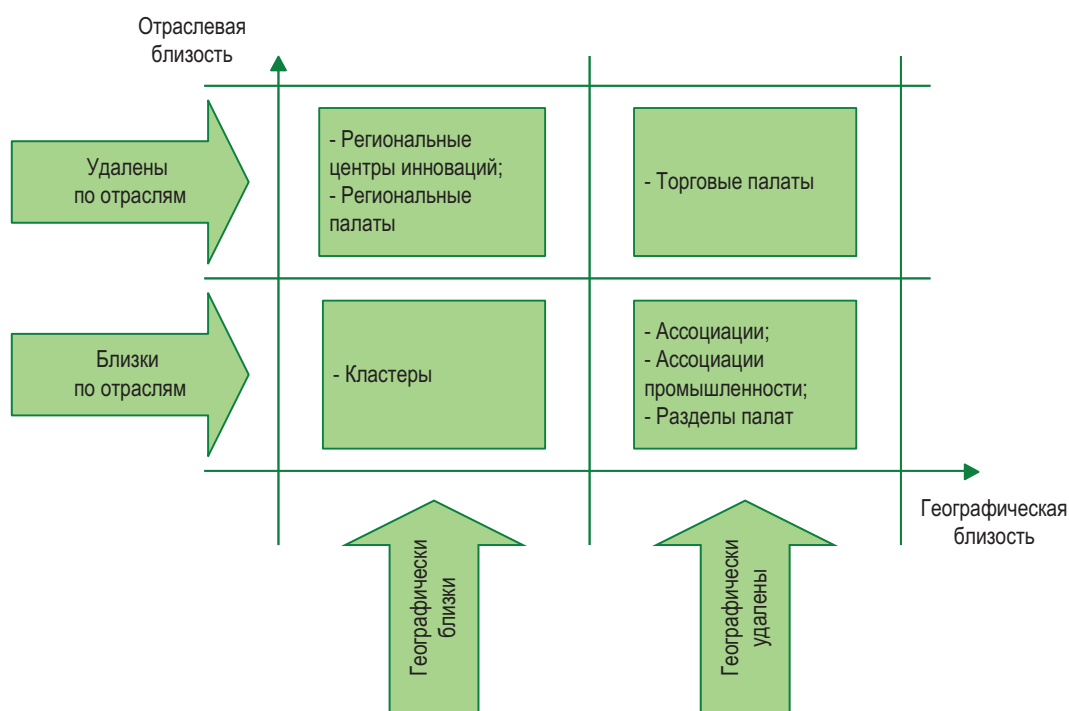 Отраслевая
близость
Удалены
по отраслям
- Региональные
центры инноваций;
- Региональные
палаты
- Торговые палаты
Близки
по отраслям
- Кластеры
- Ассоциации;
- Ассоциации
промышленности;
- Разделы палат
Географическая
близость
Географически
близки
Географически
удалены